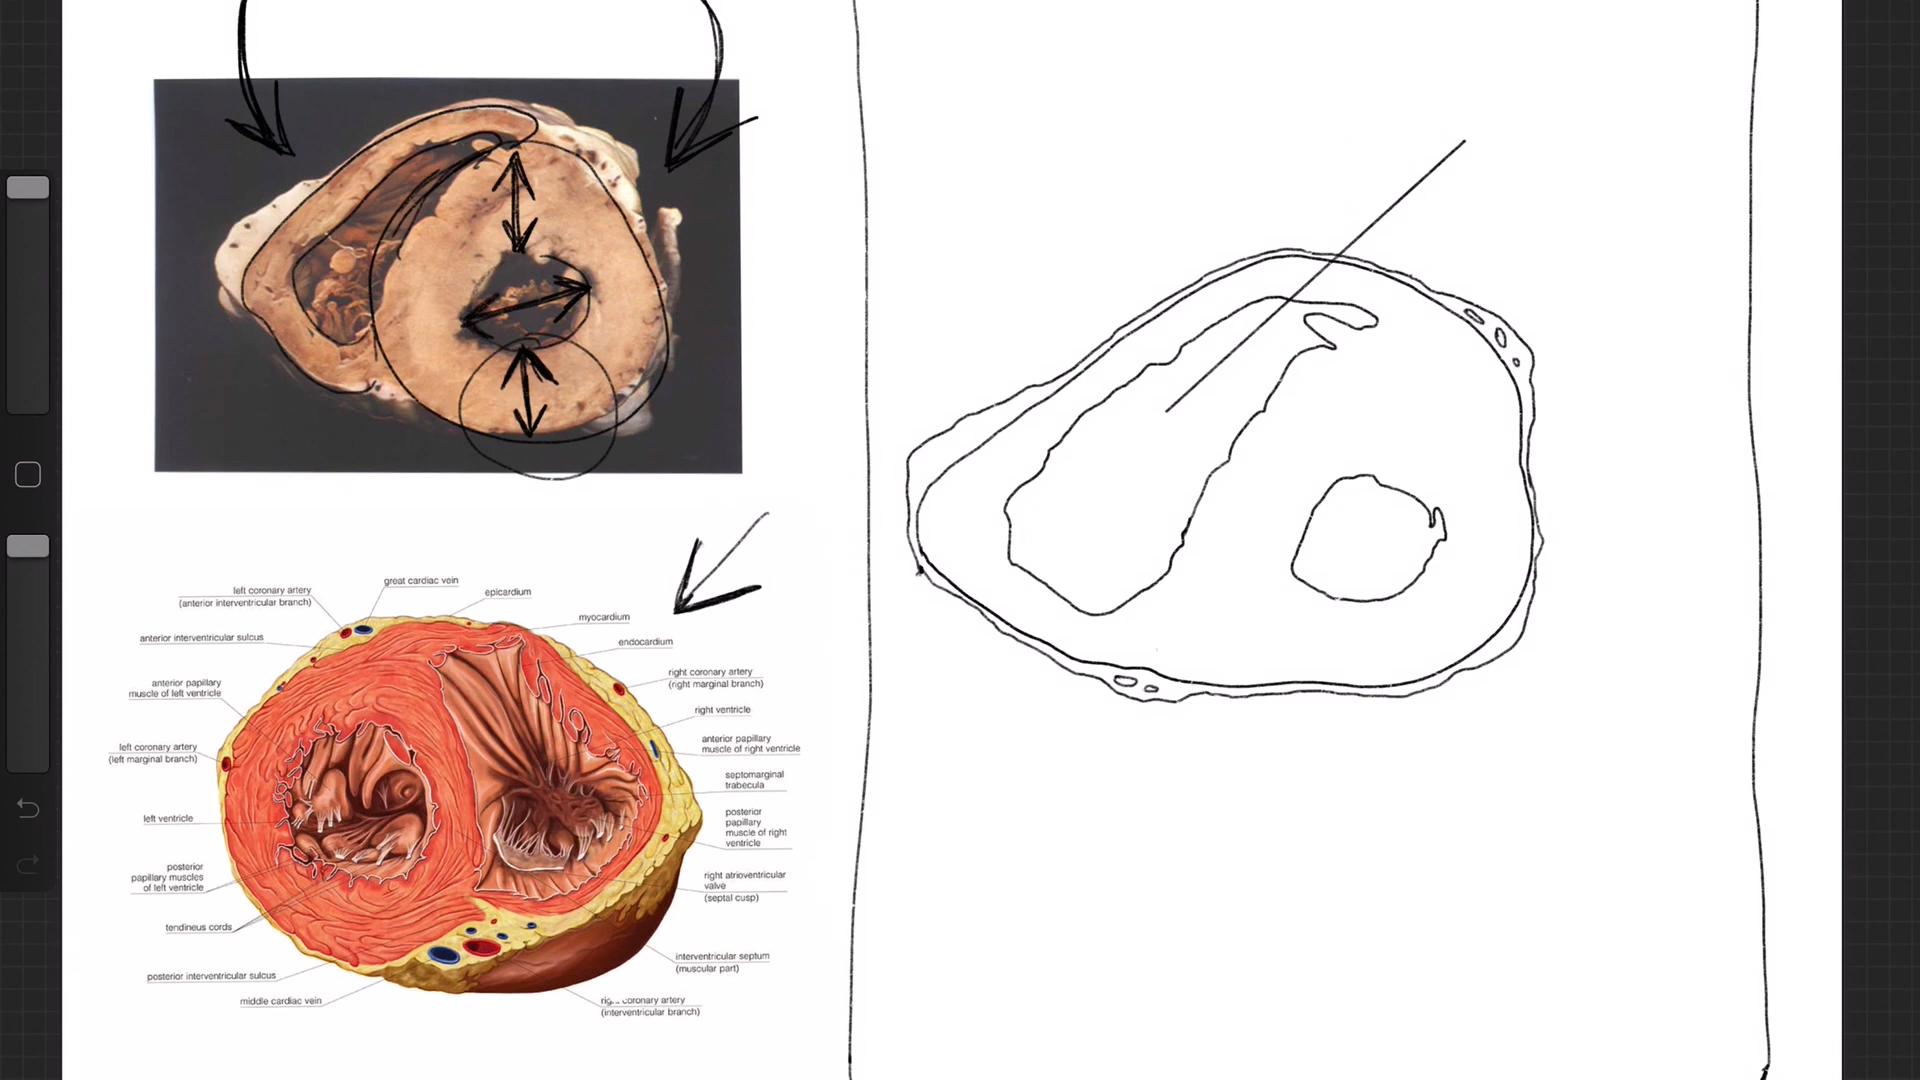 great cardiac vein
left coronary artery
(anterior interventricular branch)
epicardium
myocardium
anterior interventricular sulcus
endocardium
right coronary artery
(right marginal branch)
anterior papillary
muscle of left ventricle
right ventricle
anterior papillary
muscle of right ventricle
left coronary artery
(left marginal branch)
septomarginal
trabecula
left ventricle
posterior
papillary
muscle of right
ventricle
posterior
papillary muscles
of left ventricle
right atrioventricular
valve
(septal cusp)
tendineus cords
interventricular septum
(muscular part)
posterior interventricular sulcus
middle cardiac vein
coronary artery
(interventricular branch)